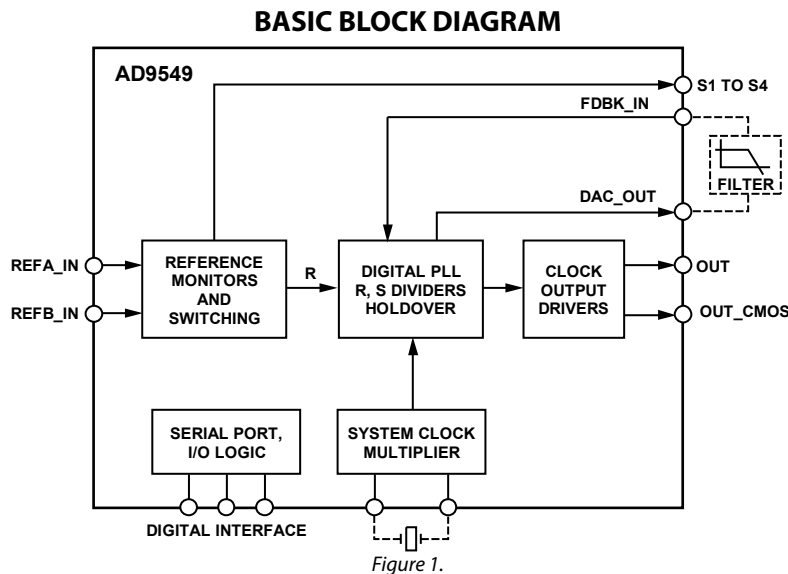 BASIC BLOCK DIAGRAM
AD9549
S1 TO S4
FDBK_IN
FILTER
DAC_OUT
REFA_IN
REFB_IN
REFERENCE
MONITORS
AND
SWITCHING
R
DIGITAL PLL
R, S DIVIDERS
HOLDOVER
CLOCK
OUTPUT
DRIVERS
OUT
OUT_CMOS
SERIAL PORT,
I/O LOGIC
SYSTEM CLOCK
MULTIPLIER
DIGITAL INTERFACE
Figure 1.